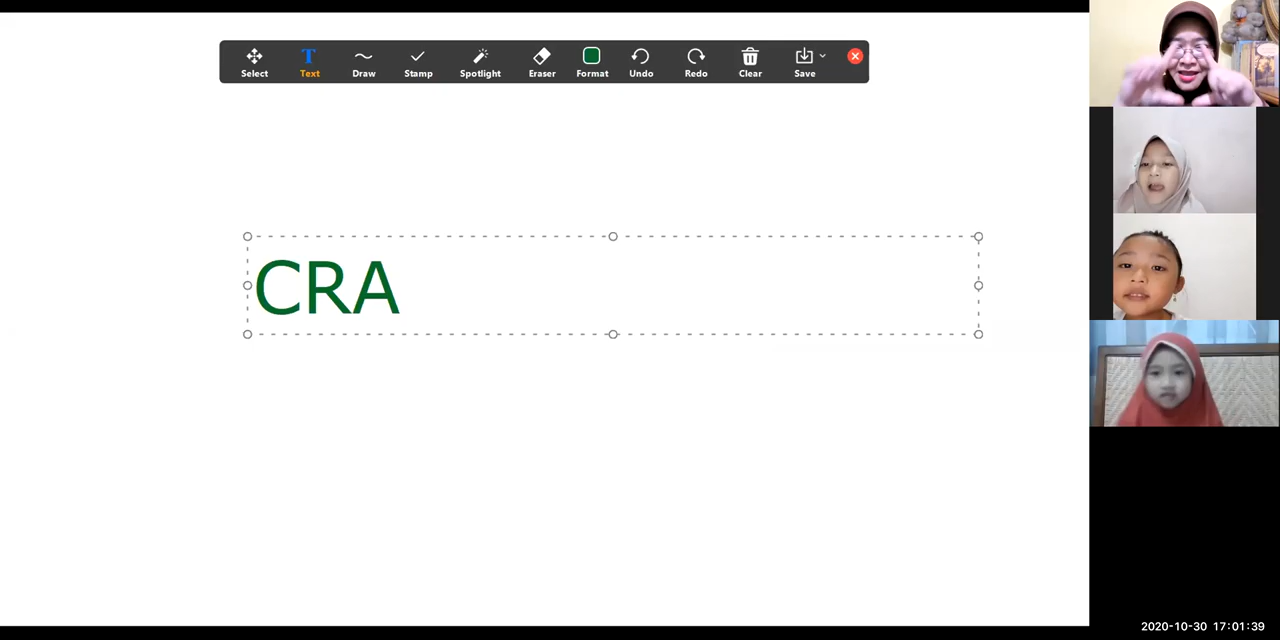 Select Text Draw Stamp Spotlight Eraser Format Undo Redo Clear Save
CRA
2020-10-30 17:01:39